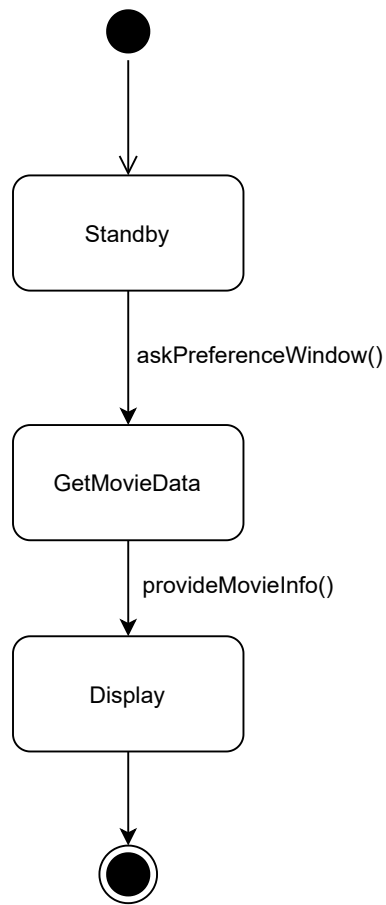 Standby
askPreferenceWindow()
GetMovieData
provideMovieInfo()
Display